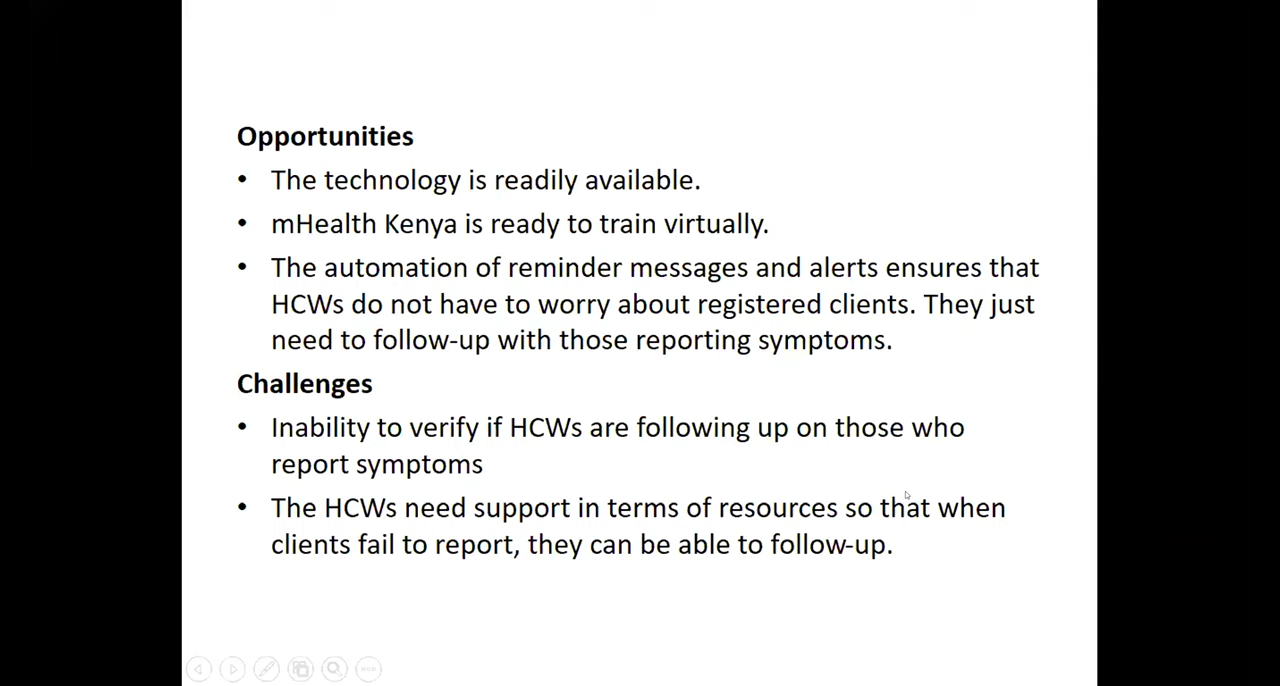 Opportunities
• The technology is readily available.
• mHealth Kenya is ready to train virtually.
• The automation of reminder messages and alerts ensures that
HCWs do not have to worry about registered clients. They just
need to follow-up with those reporting symptoms.
Challenges
• Inability to verify if HCWs are following up on those who
report symptoms
• The HCWs need support in terms of resources so that when
clients fail to report, they can be able to follow-up.